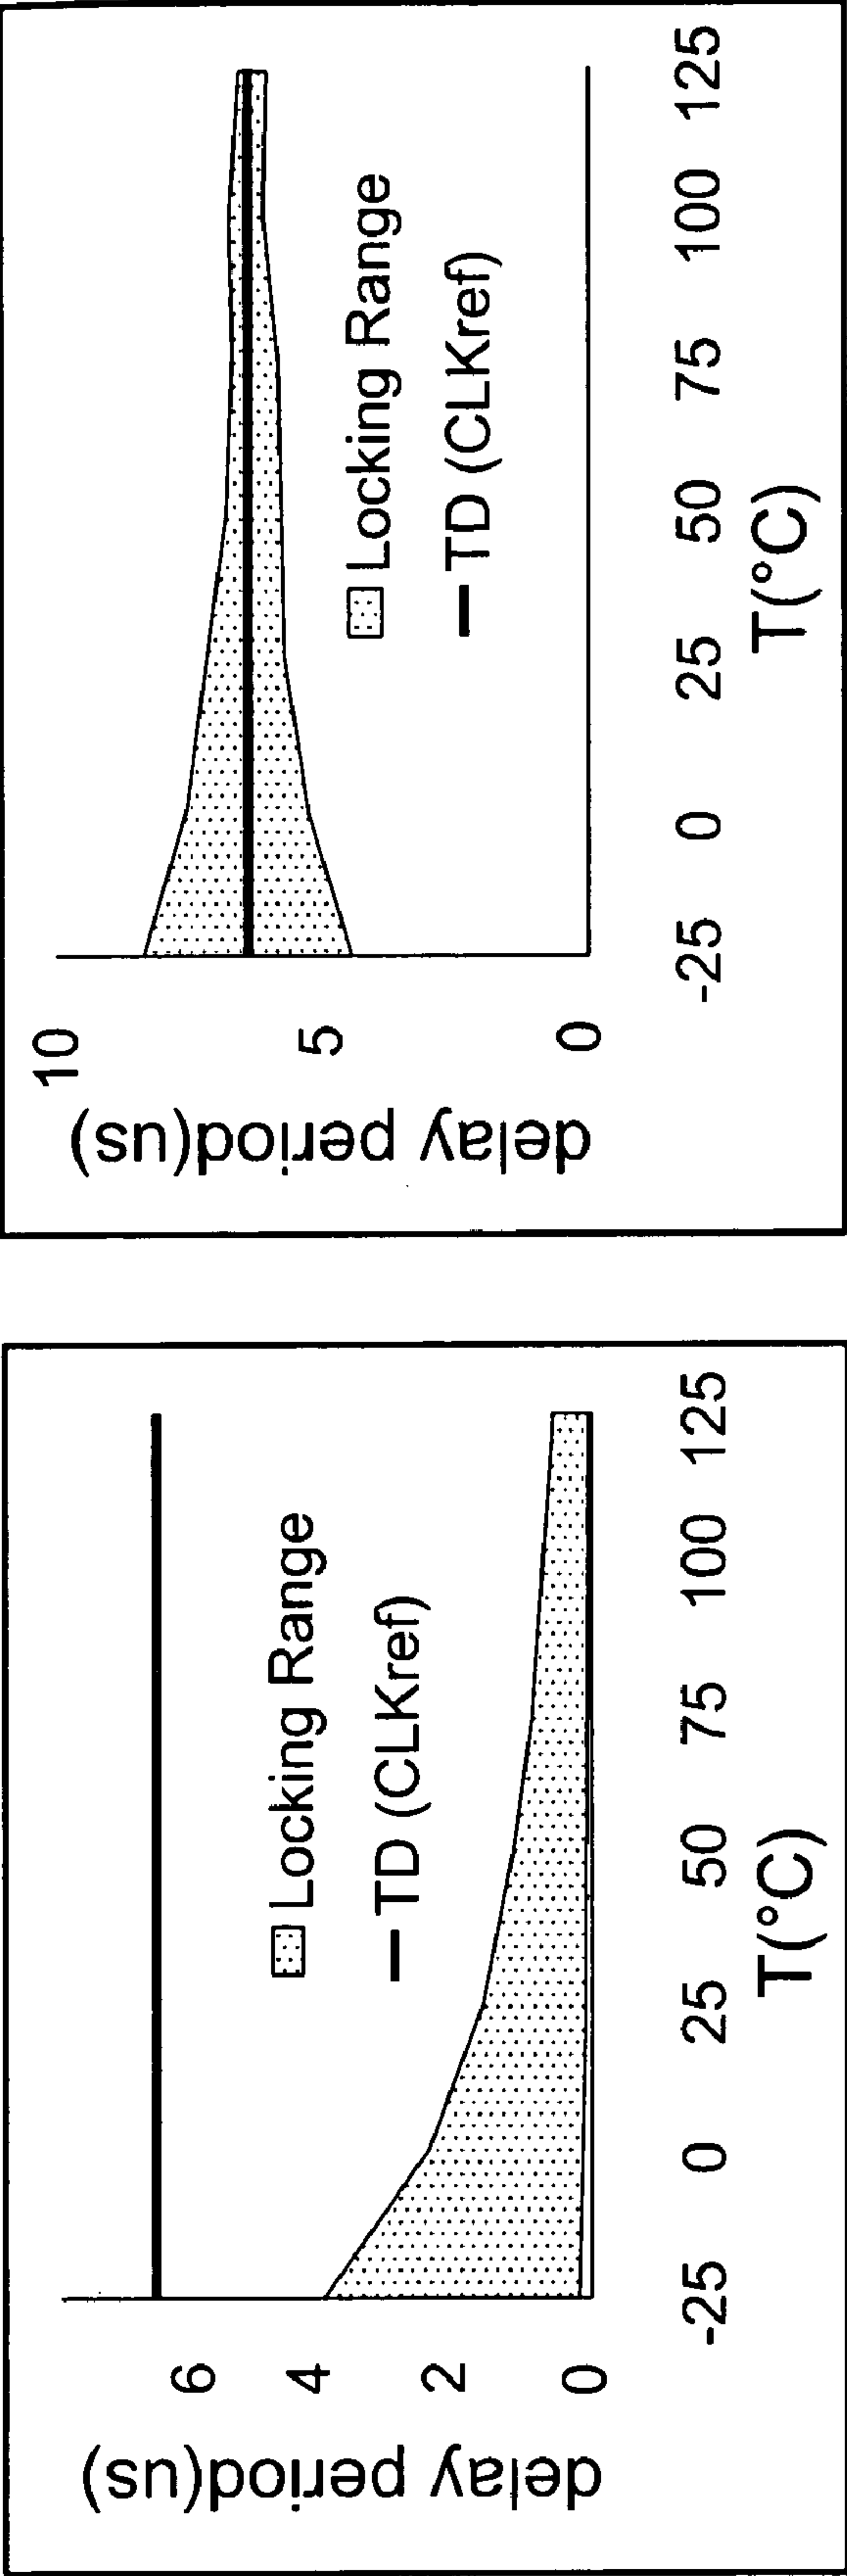 delay period(us)
6
4
2
0
Locking Range
TD (CLKref)
-25 0 25 50 75 100 125
T(°C)
delay period(us)
10
5
0
Locking Range
TD (CLKref)
-25 0 25 50 75 100 125
T(°C)